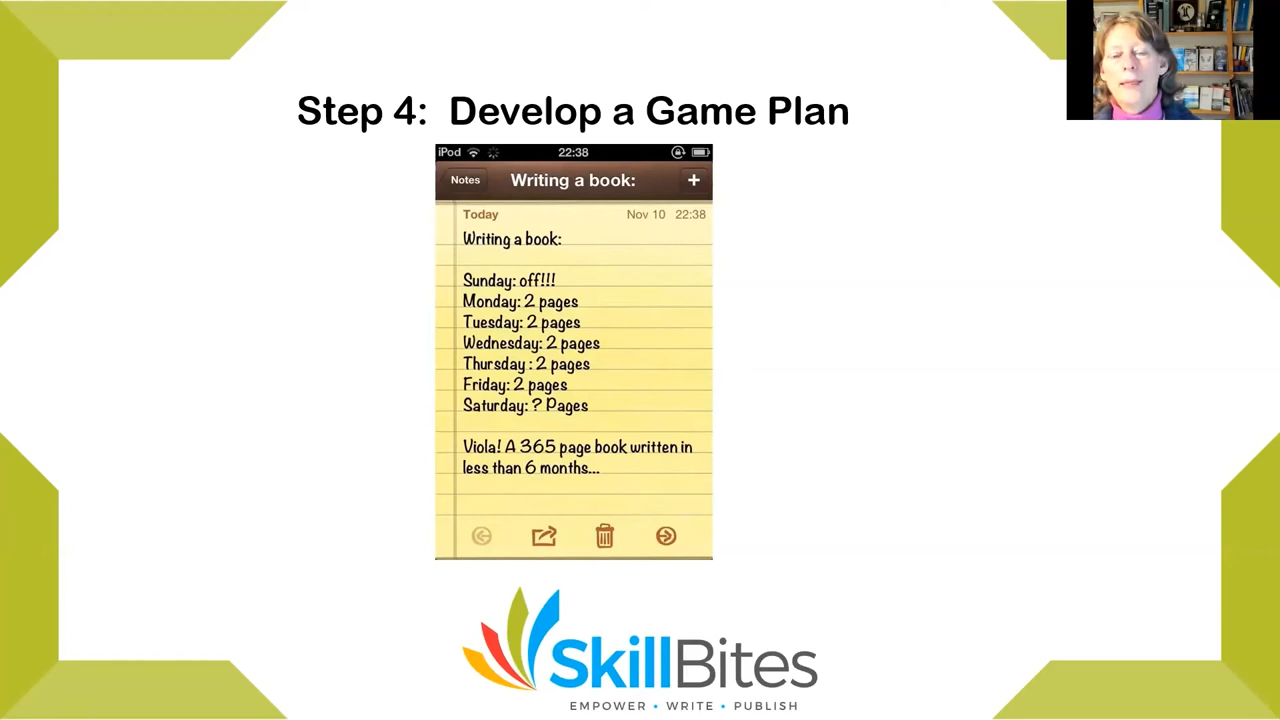 Step 4: Develop a Game Plan
iPod 22:38
Notes Writing a book: +
Today Nov 10 22:38
Writing a book:
Sunday: off!!!
Monday: 2 pages
Tuesday: 2 pages
Wednesday: 2 pages
Thursday : 2 pages
Friday: 2 pages
Saturday: ? Pages
Viola! A 365 page book written in
less than 6 months...
SkillBites
EMPOWER • WRITE • PUBLISH